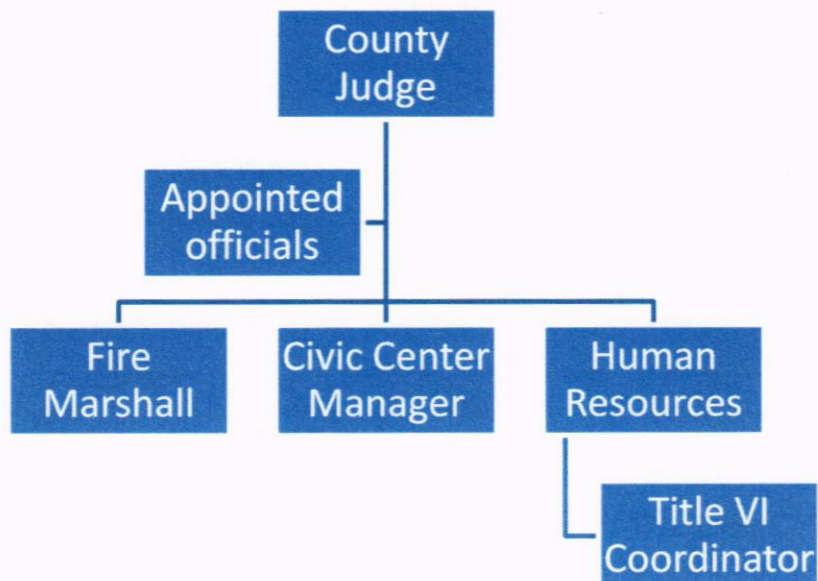 County
Judge
Appointed
officials
Fire
Marshall
Civic Center
Manager
Human
Resources
Title VI
Coordinator